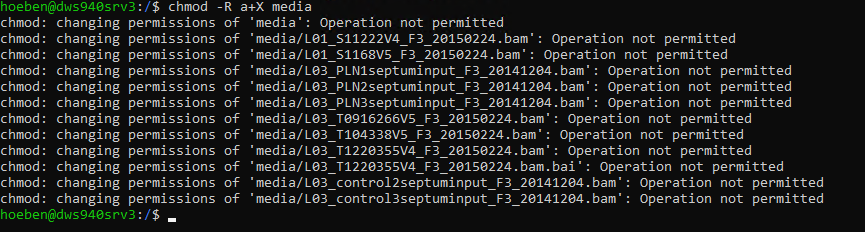 hoeben@dws940srv3:/$ chmod -R a+X media
chmod: changing permissions of 'media': Operation not permitted
chmod: changing permissions of 'media/L01_S11222V4_F3_20150224.bam': Operation not permitted
chmod: changing permissions of 'media/L01_S1168V5_F3_20150224.bam': Operation not permitted
chmod: changing permissions of 'media/L03_PLN1septuminput_F3_20141204.bam': Operation not permitted
chmod: changing permissions of 'media/L03_PLN2septuminput_F3_20141204.bam': Operation not permitted
chmod: changing permissions of 'media/L03_PLN3septuminput_F3_20141204.bam': Operation not permitted
chmod: changing permissions of 'media/L03_T0916266V5_F3_20150224.bam': Operation not permitted
chmod: changing permissions of 'media/L03_T104338V5_F3_20150224.bam': Operation not permitted
chmod: changing permissions of 'media/L03_T1220355V4_F3_20150224.bam': Operation not permitted
chmod: changing permissions of 'media/L03_T1220355V4_F3_20150224.bam.bai': Operation not permitted
chmod: changing permissions of 'media/L03_control2septuminput_F3_20141204.bam': Operation not permitted
chmod: changing permissions of 'media/L03_control3septuminput_F3_20141204.bam': Operation not permitted
hoeben@dws940srv3:/$